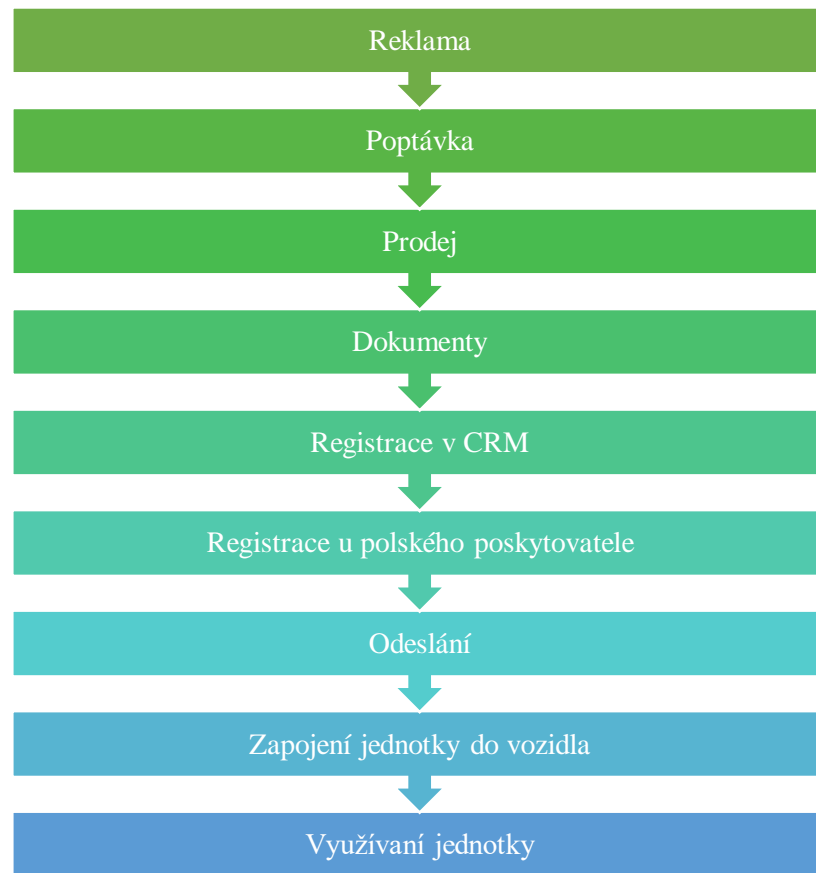 Reklama
Poptávka
Prodej
Dokumenty
Registrace v CRM
Registrace u polského poskytovatele
Odeslání
Zapojení jednotky do vozidla
Využívaní jednotky